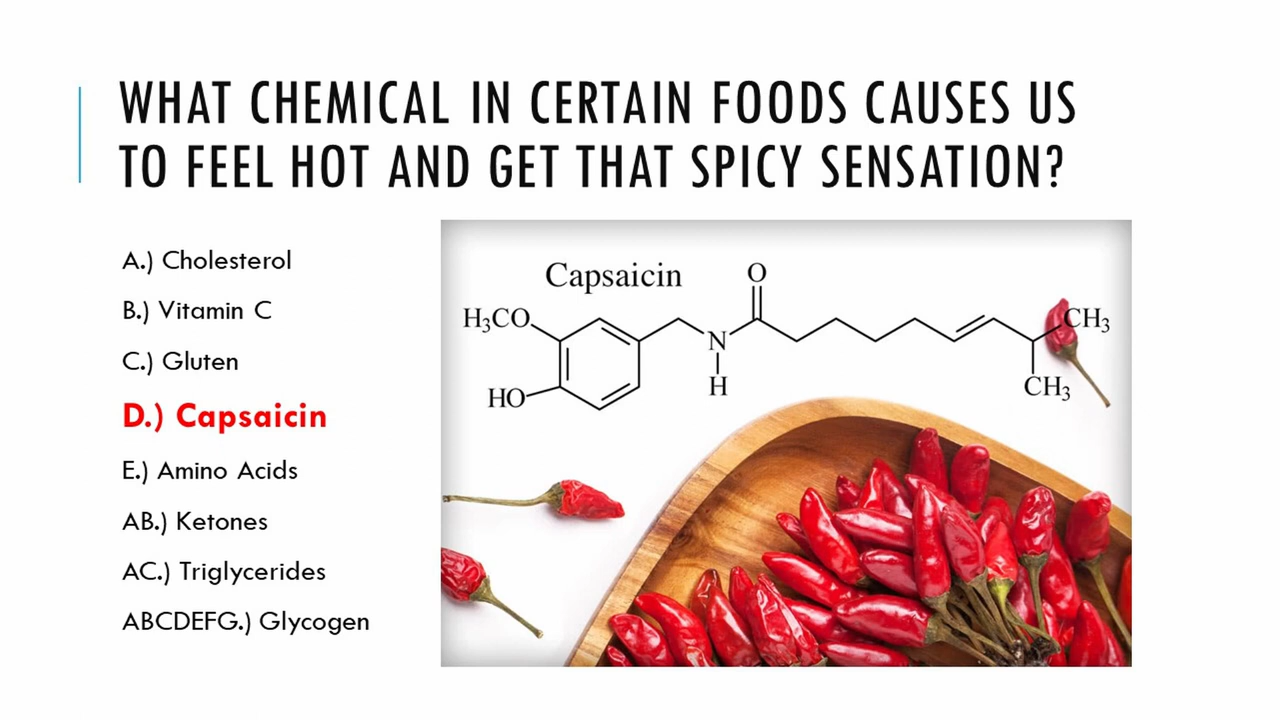 WHAT CHEMICAL IN CERTAIN FOODS CAUSES US
TO FEEL HOT AND GET THAT SPICY SENSATION?
A.) Cholesterol
B.) Vitamin C
C.) Gluten
D.) Capsaicin
E.) Amino Acids
AB.) Ketones
AC.) Triglycerides
ABCDEFG.) Glycogen
Capsaicin
O
H₃CO
N
H
HO
CH₃
CH₃